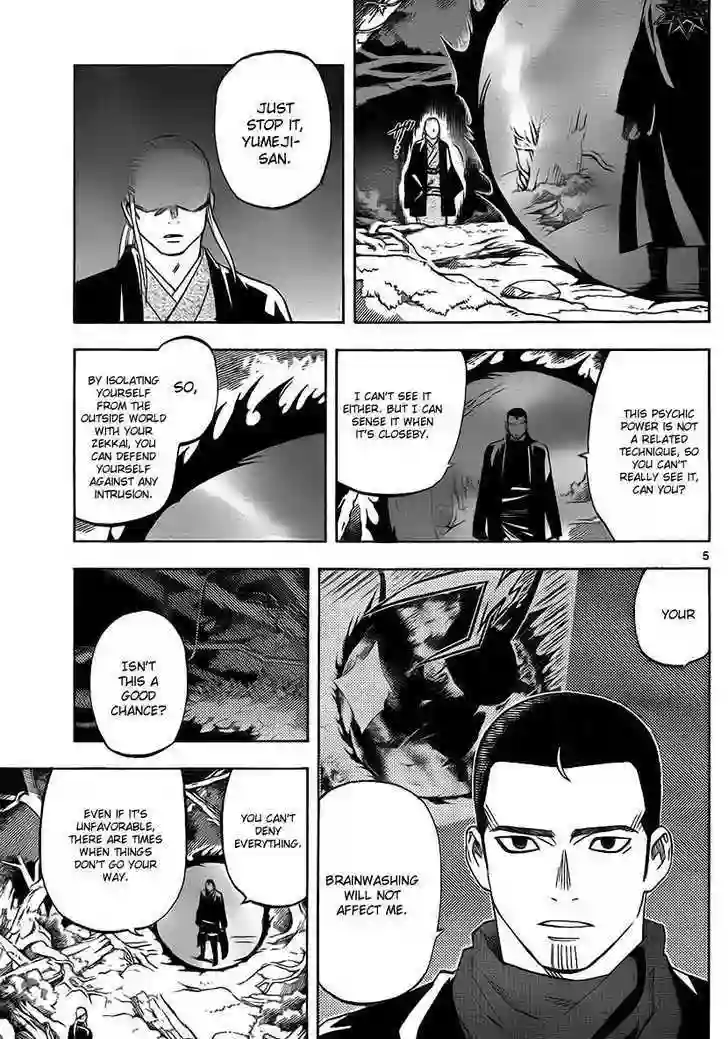 JUST
STOP IT,
YUMEJI-
SAN.
THIS PSYCHIC
POWER IS NOT
A RELATED
TECHNIQUE, SO
YOU CAN'T
REALLY SEE IT,
CAN YOU?
I CAN'T SEE IT
EITHER. BUT I CAN
SENSE IT WHEN
IT'S CLOSEBY.
SO,
BY ISOLATING
YOURSELF
FROM THE
OUTSIDE WORLD
WITH YOUR
ZEKKAI, YOU
CAN DEFEND
YOURSELF
AGAINST ANY
INTRUSION.
5
YOUR
BRAINWASHING
WILL NOT
AFFECT ME.
ISN'T
THIS A
GOOD
CHANCE?
YOU CAN'T
DENY
EVERYTHING.
EVEN IF IT'S
UNFAVORABLE,
THERE ARE TIMES
WHEN THINGS
DON'T GO YOUR
WAY.